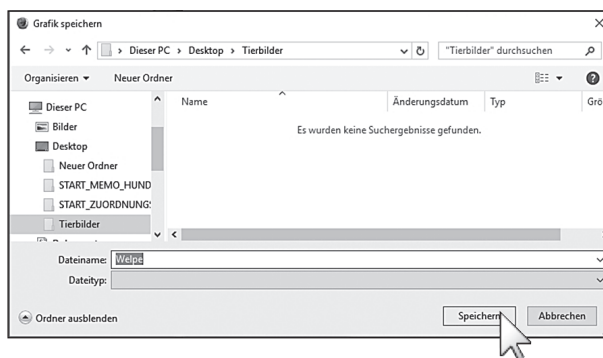 Grafik speichern
Dieser PC > Desktop > Tierbilder "Tierbilder" durchsuchen
Organisieren Neuer Ordner
Name Änderungsdatum Typ Grö
Es wurden keine Suchergebnisse gefunden.
Dieser PC
Bilder
Desktop
Neuer Ordner
START_MEMO_HUND
START_ZUORDNUNG
Tierbilder
Dateiname: Welpe
Dateityp:
Ordner ausblenden Speichern Abbrechen